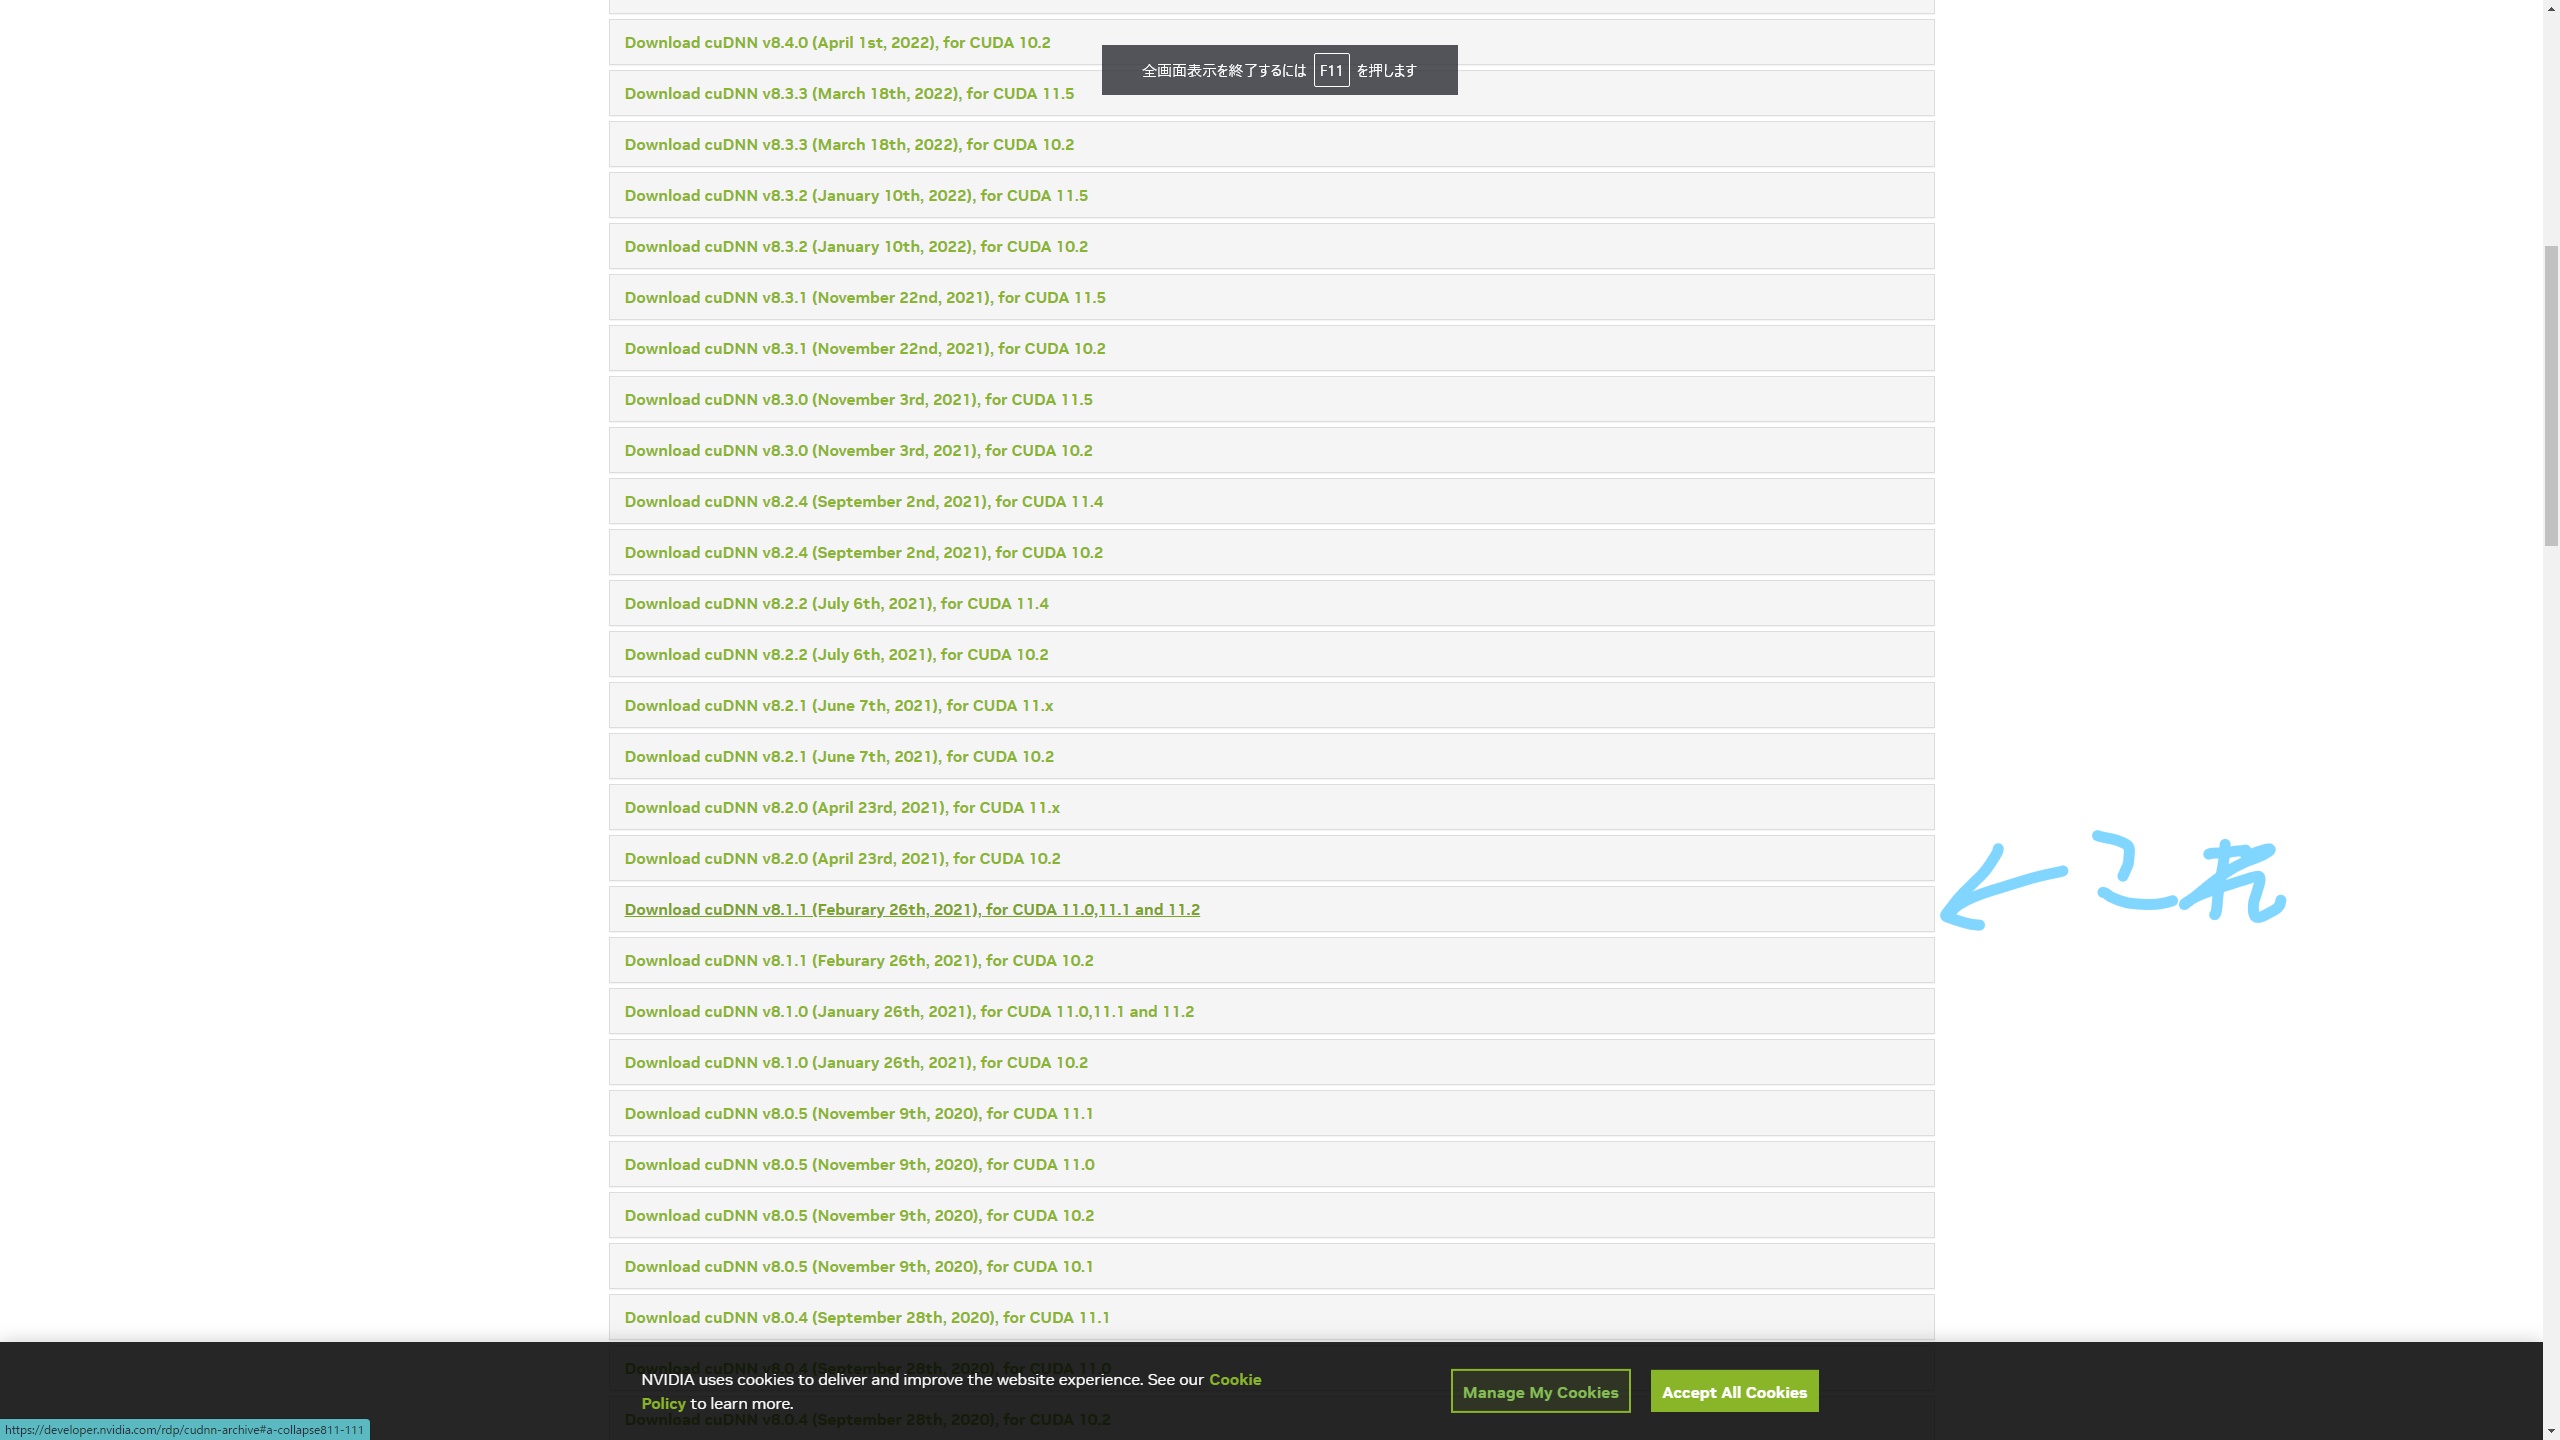 Download cuDNN v8.4.0 (April 1st, 2022), for CUDA 10.2
全画面表示を終了するには F11 を押します
Download cuDNN v8.3.3 (March 18th, 2022), for CUDA 11.5
Download cuDNN v8.3.3 (March 18th, 2022), for CUDA 10.2
Download cuDNN v8.3.2 (January 10th, 2022), for CUDA 11.5
Download cuDNN v8.3.2 (January 10th, 2022), for CUDA 10.2
Download cuDNN v8.3.1 (November 22nd, 2021), for CUDA 11.5
Download cuDNN v8.3.1 (November 22nd, 2021), for CUDA 10.2
Download cuDNN v8.3.0 (November 3rd, 2021), for CUDA 11.5
Download cuDNN v8.3.0 (November 3rd, 2021), for CUDA 10.2
Download cuDNN v8.2.4 (September 2nd, 2021), for CUDA 11.4
Download cuDNN v8.2.4 (September 2nd, 2021), for CUDA 10.2
Download cuDNN v8.2.2 (July 6th, 2021), for CUDA 11.4
Download cuDNN v8.2.2 (July 6th, 2021), for CUDA 10.2
Download cuDNN v8.2.1 (June 7th, 2021), for CUDA 11.x
Download cuDNN v8.2.1 (June 7th, 2021), for CUDA 10.2
Download cuDNN v8.2.0 (April 23rd, 2021), for CUDA 11.x
Download cuDNN v8.2.0 (April 23rd, 2021), for CUDA 10.2
Download cuDNN v8.1.1 (Feburary 26th, 2021), for CUDA 11.0,11.1 and 11.2
←これ
Download cuDNN v8.1.1 (Feburary 26th, 2021), for CUDA 10.2
Download cuDNN v8.1.0 (January 26th, 2021), for CUDA 11.0,11.1 and 11.2
Download cuDNN v8.1.0 (January 26th, 2021), for CUDA 10.2
Download cuDNN v8.0.5 (November 9th, 2020), for CUDA 11.1
Download cuDNN v8.0.5 (November 9th, 2020), for CUDA 11.0
Download cuDNN v8.0.5 (November 9th, 2020), for CUDA 10.2
Download cuDNN v8.0.5 (November 9th, 2020), for CUDA 10.1
Download cuDNN v8.0.4 (September 28th, 2020), for CUDA 11.1
Download cuDNN v8.0.4 (September 28th, 2020), for CUDA 11.0
NVIDIA uses cookies to deliver and improve the website experience. See our Cookie
Policy to learn more.
Manage My Cookies
Accept All Cookies
Download cuDNN v8.0.4 (September 28th, 2020), for CUDA 10.2
https://developer.nvidia.com/rdp/cudnn-archive#a-collapse811-111